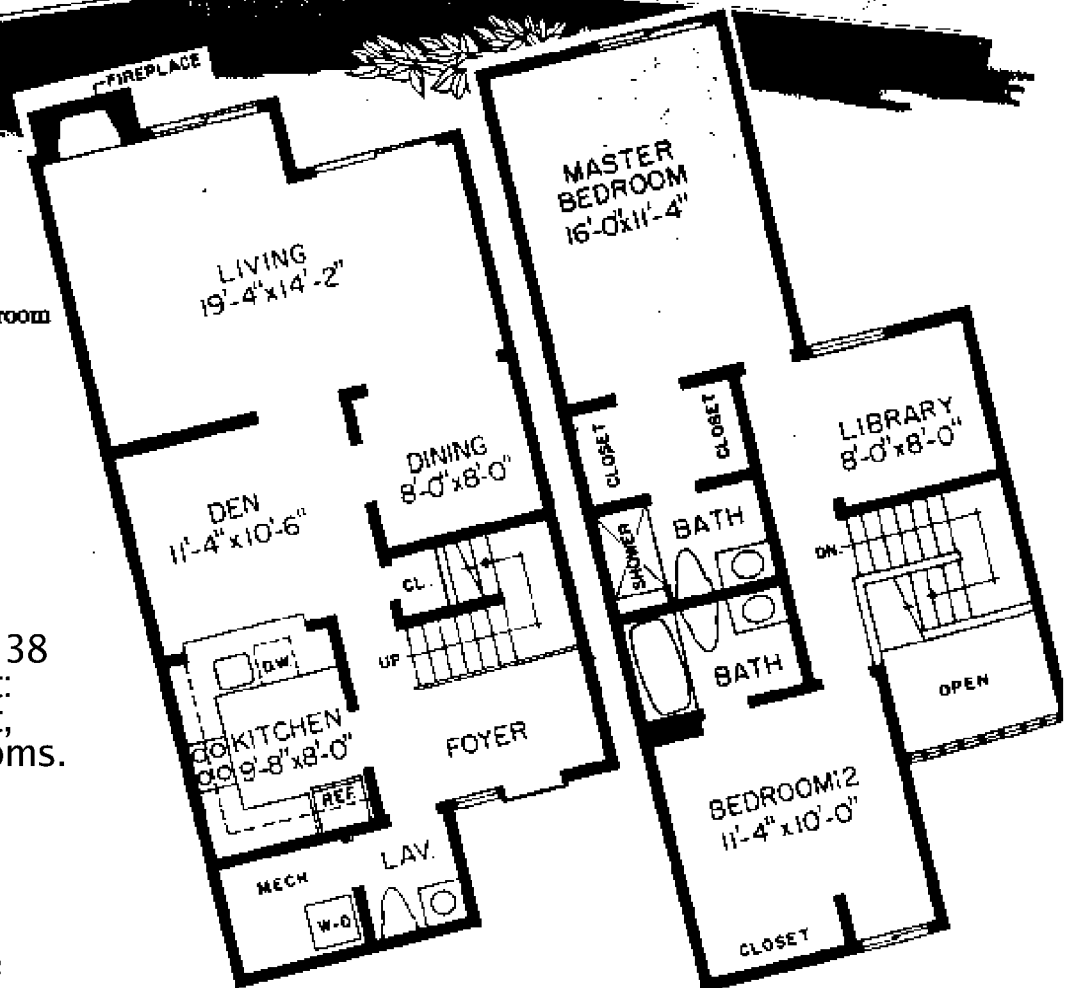 FIREPLACE
LIVING
19'-4"x14'-2"
DINING
8'-0"x8'-0"
DEN
11'-4"x10'-6"
CL.
UP
D.W.
KITCHEN
9'-8"x8'-0"
REF.
FOYER
LAV.
MECH
W-D
MASTER
BEDROOM
16'-0"x11'-4"
CLOSET
CLOSET
LIBRARY
8'-0"x8'-0"
SHOWER
BATH
DN.
BATH
OPEN
BEDROOM:2
11'-4"x10'-0"
CLOSET
room
38
oms.